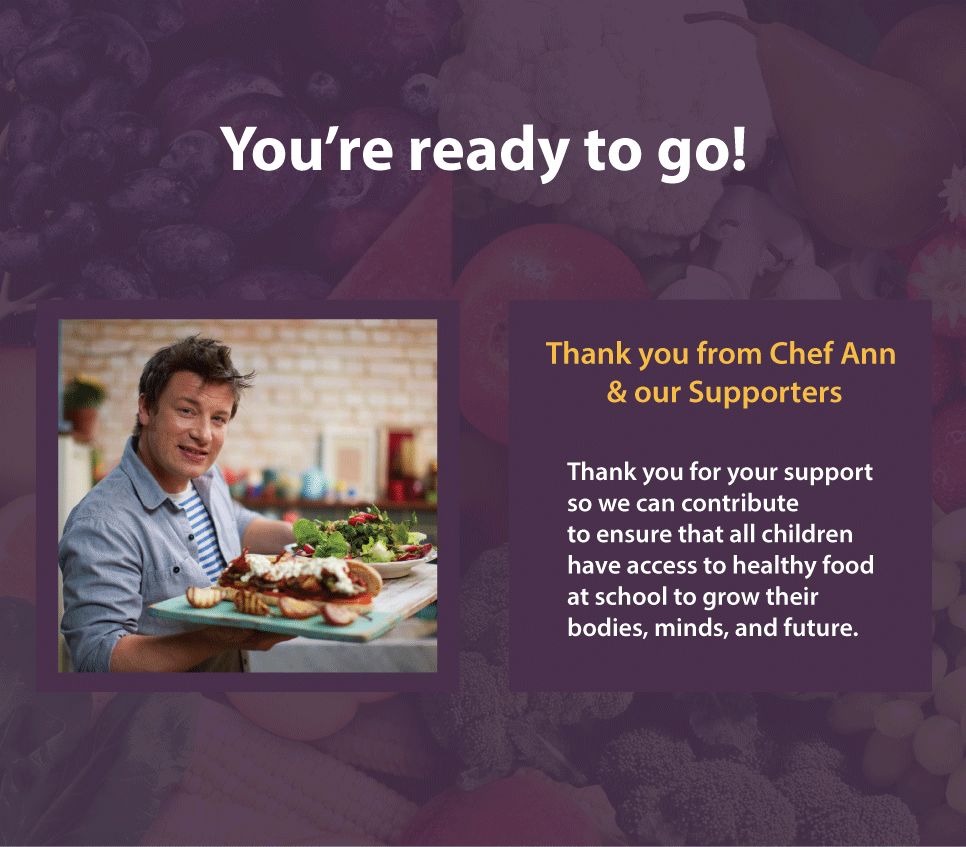 You’re ready to go!
Thank you from Chef Ann
& our Supporters
Thank you for your support
so we can contribute
to ensure that all children
have access to healthy food
at school to grow their
bodies, minds, and future.